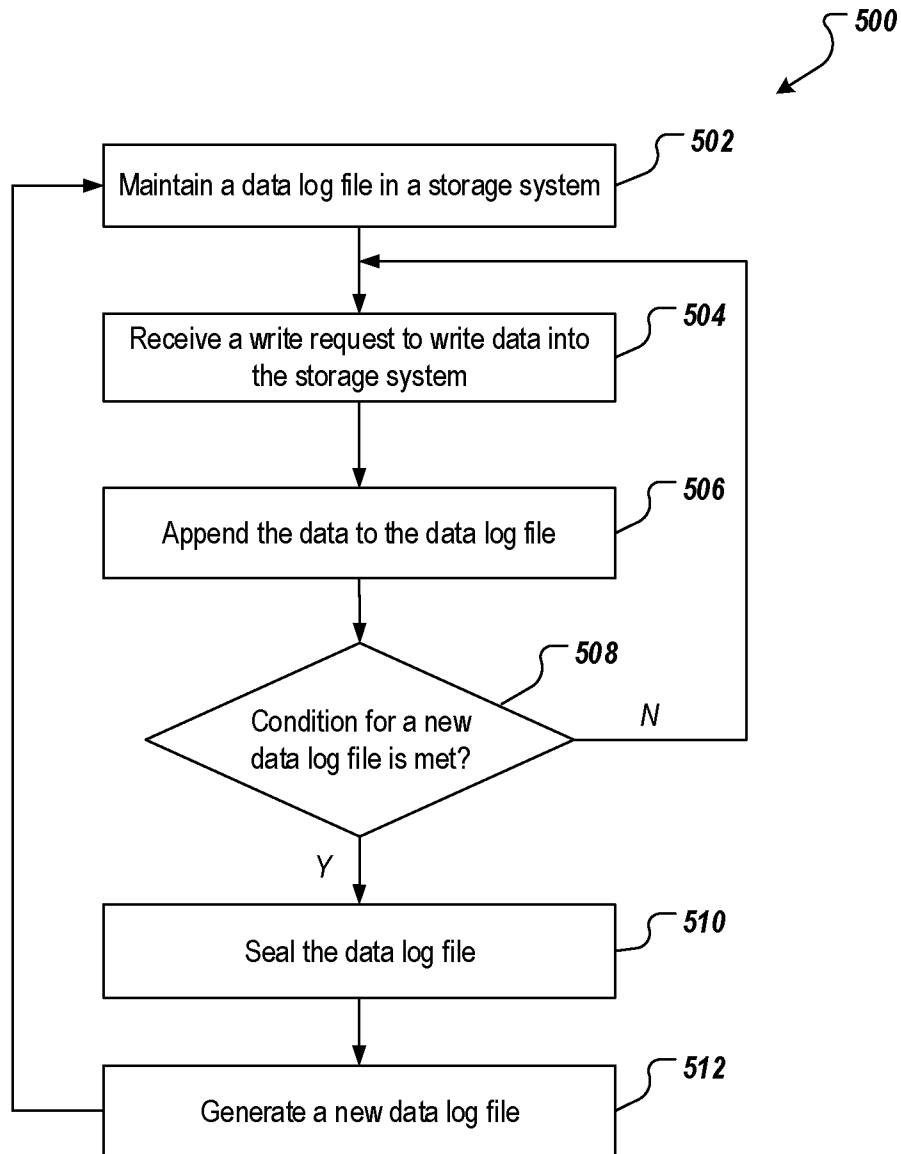 500
502
Maintain a data log file in a storage system
504
Receive a write request to write data into
the storage system
506
Append the data to the data log file
508
Condition for a new
data log file is met?
N
Y
510
Seal the data log file
512
Generate a new data log file